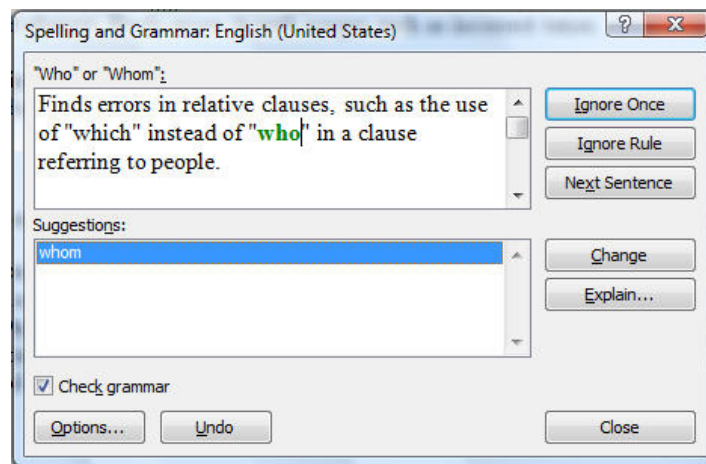 Spelling and Grammar: English (United States)
"Who" or "Whom":
Finds errors in relative clauses, such as the use
of "which" instead of "who" in a clause
referring to people.
Ignore Once
Ignore Rule
Next Sentence
Suggestions:
whom
Change
Explain...
Check grammar
Options...
Undo
Close